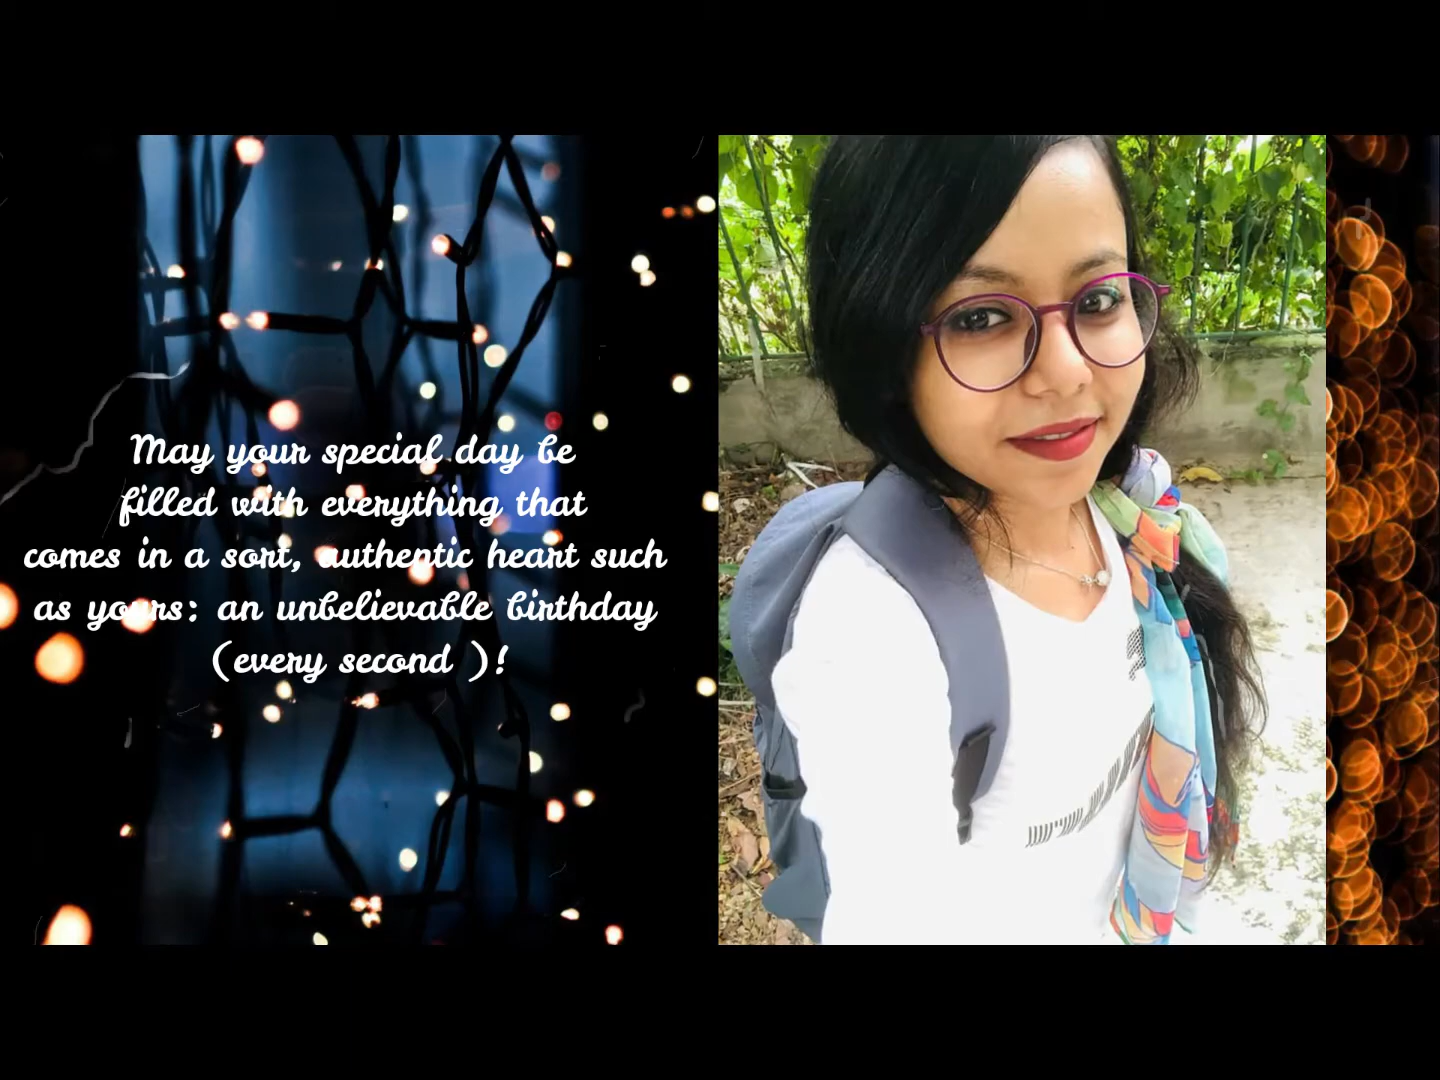 May your special day be
filled with everything that
comes in a sort, authentic heart such
as yours: an unbelievable birthday
(every second )!